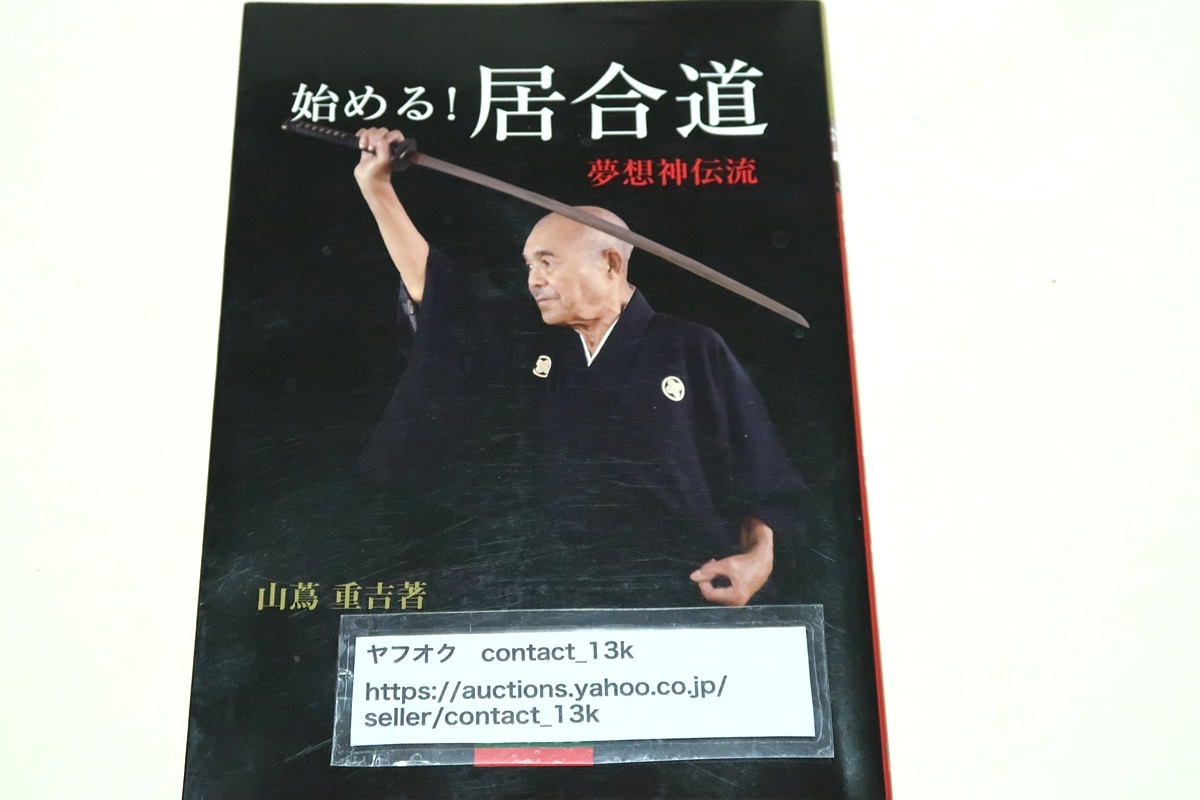 始める!居合道
夢想神伝流
山蔦 重吉著
ヤフオク contact_13k
https://auctions.yahoo.co.jp/
seller/contact_13k